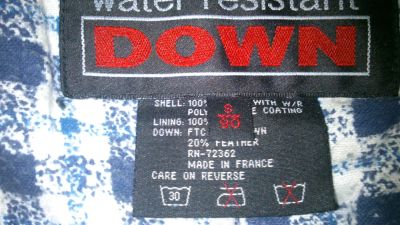 water resistant
DOWN
SHELL: 100% WITH W/R
POLY E COATING
LINING: 100%
DOWN: FTC WN
20% FEATHER
RN-72362
MADE IN FRANCE
CARE ON REVERSE
30